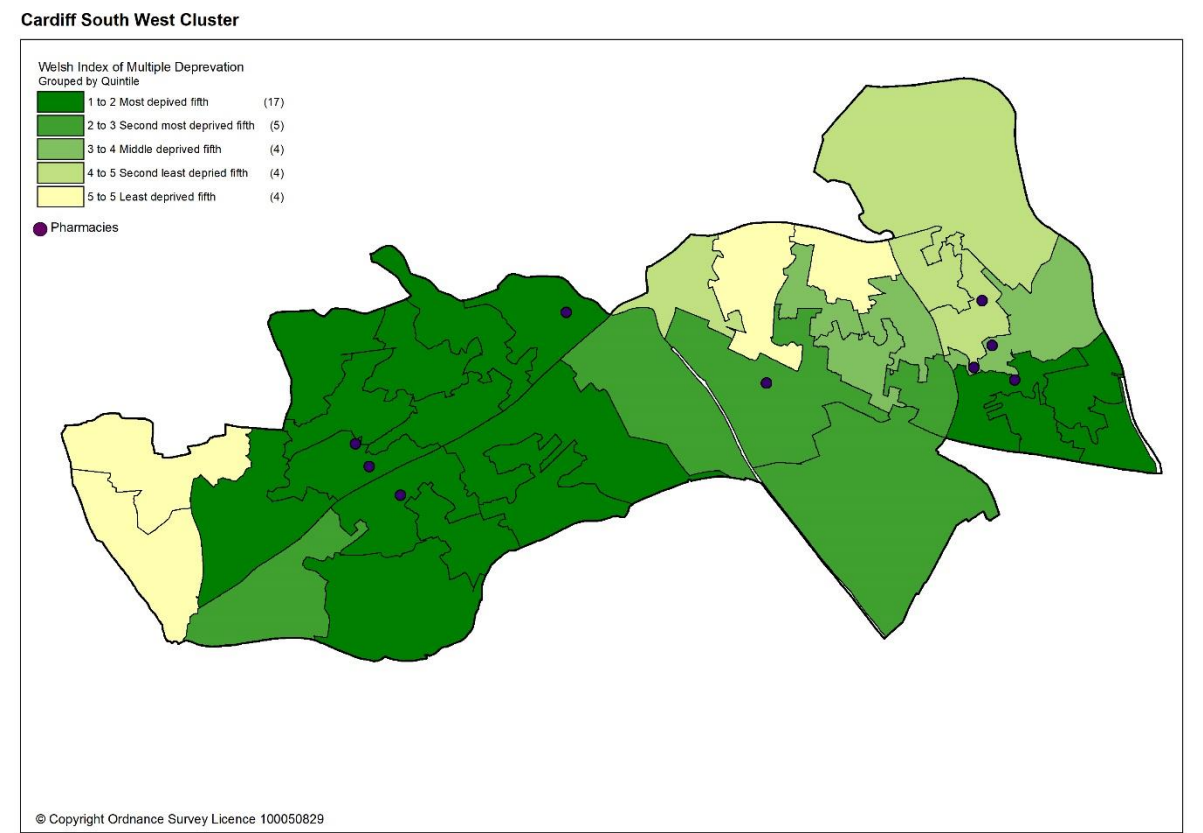 Cardiff South West Cluster
Welsh Index of Multiple Deprevation
Grouped by Quintile
1 to 2 Most depived fifth (17)
2 to 3 Second most deprived fifth (5)
3 to 4 Middle deprived fifth (4)
4 to 5 Second least depried fifth (4)
5 to 5 Least deprived fifth (4)
Pharmacies
© Copyright Ordnance Survey Licence 100050829